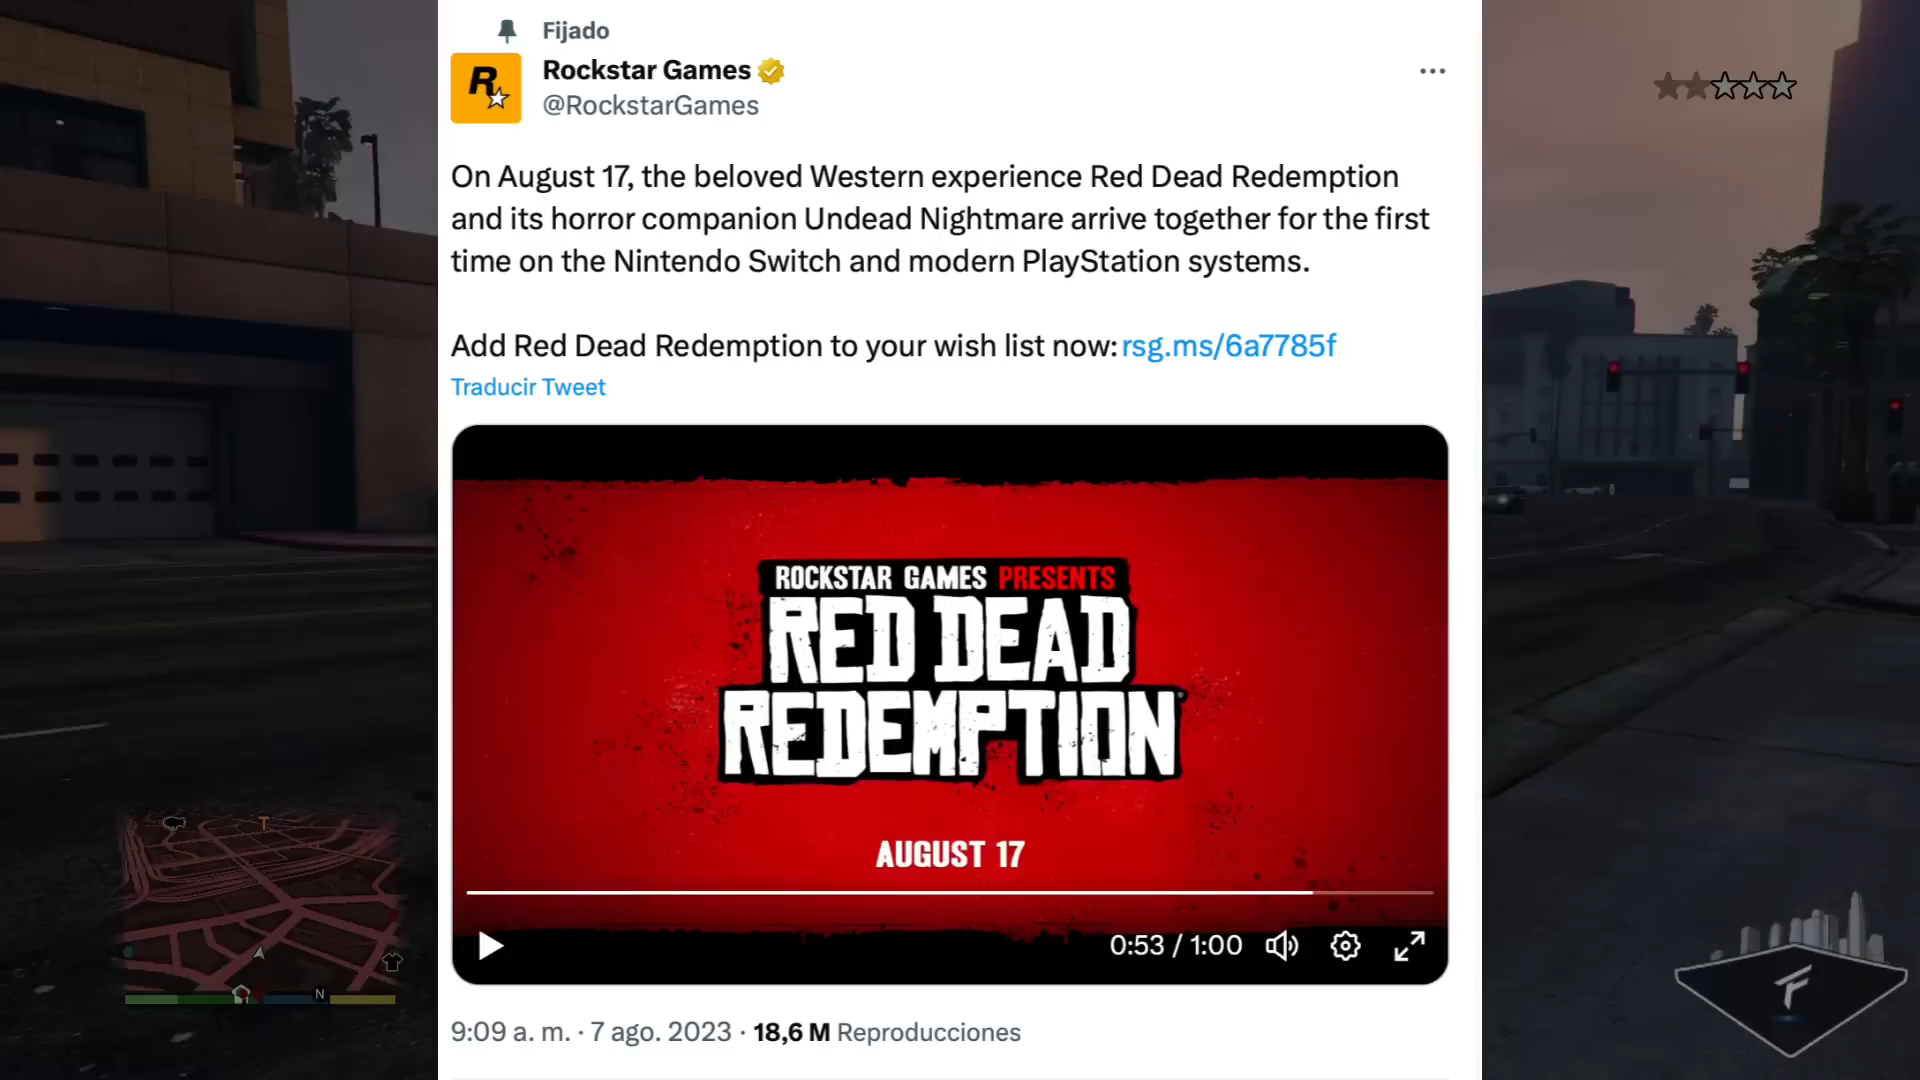 Fijado
Rockstar Games
@RockstarGames
On August 17, the beloved Western experience Red Dead Redemption
and its horror companion Undead Nightmare arrive together for the first
time on the Nintendo Switch and modern PlayStation systems.
Add Red Dead Redemption to your wish list now: rsg.ms/6a7785f
Traducir Tweet
ROCKSTAR GAMES PRESENTS
RED DEAD
REDEMPTION
AUGUST 17
0:53 / 1:00
9:09 a. m. · 7 ago. 2023 · 18,6 M Reproducciones
R
T
N